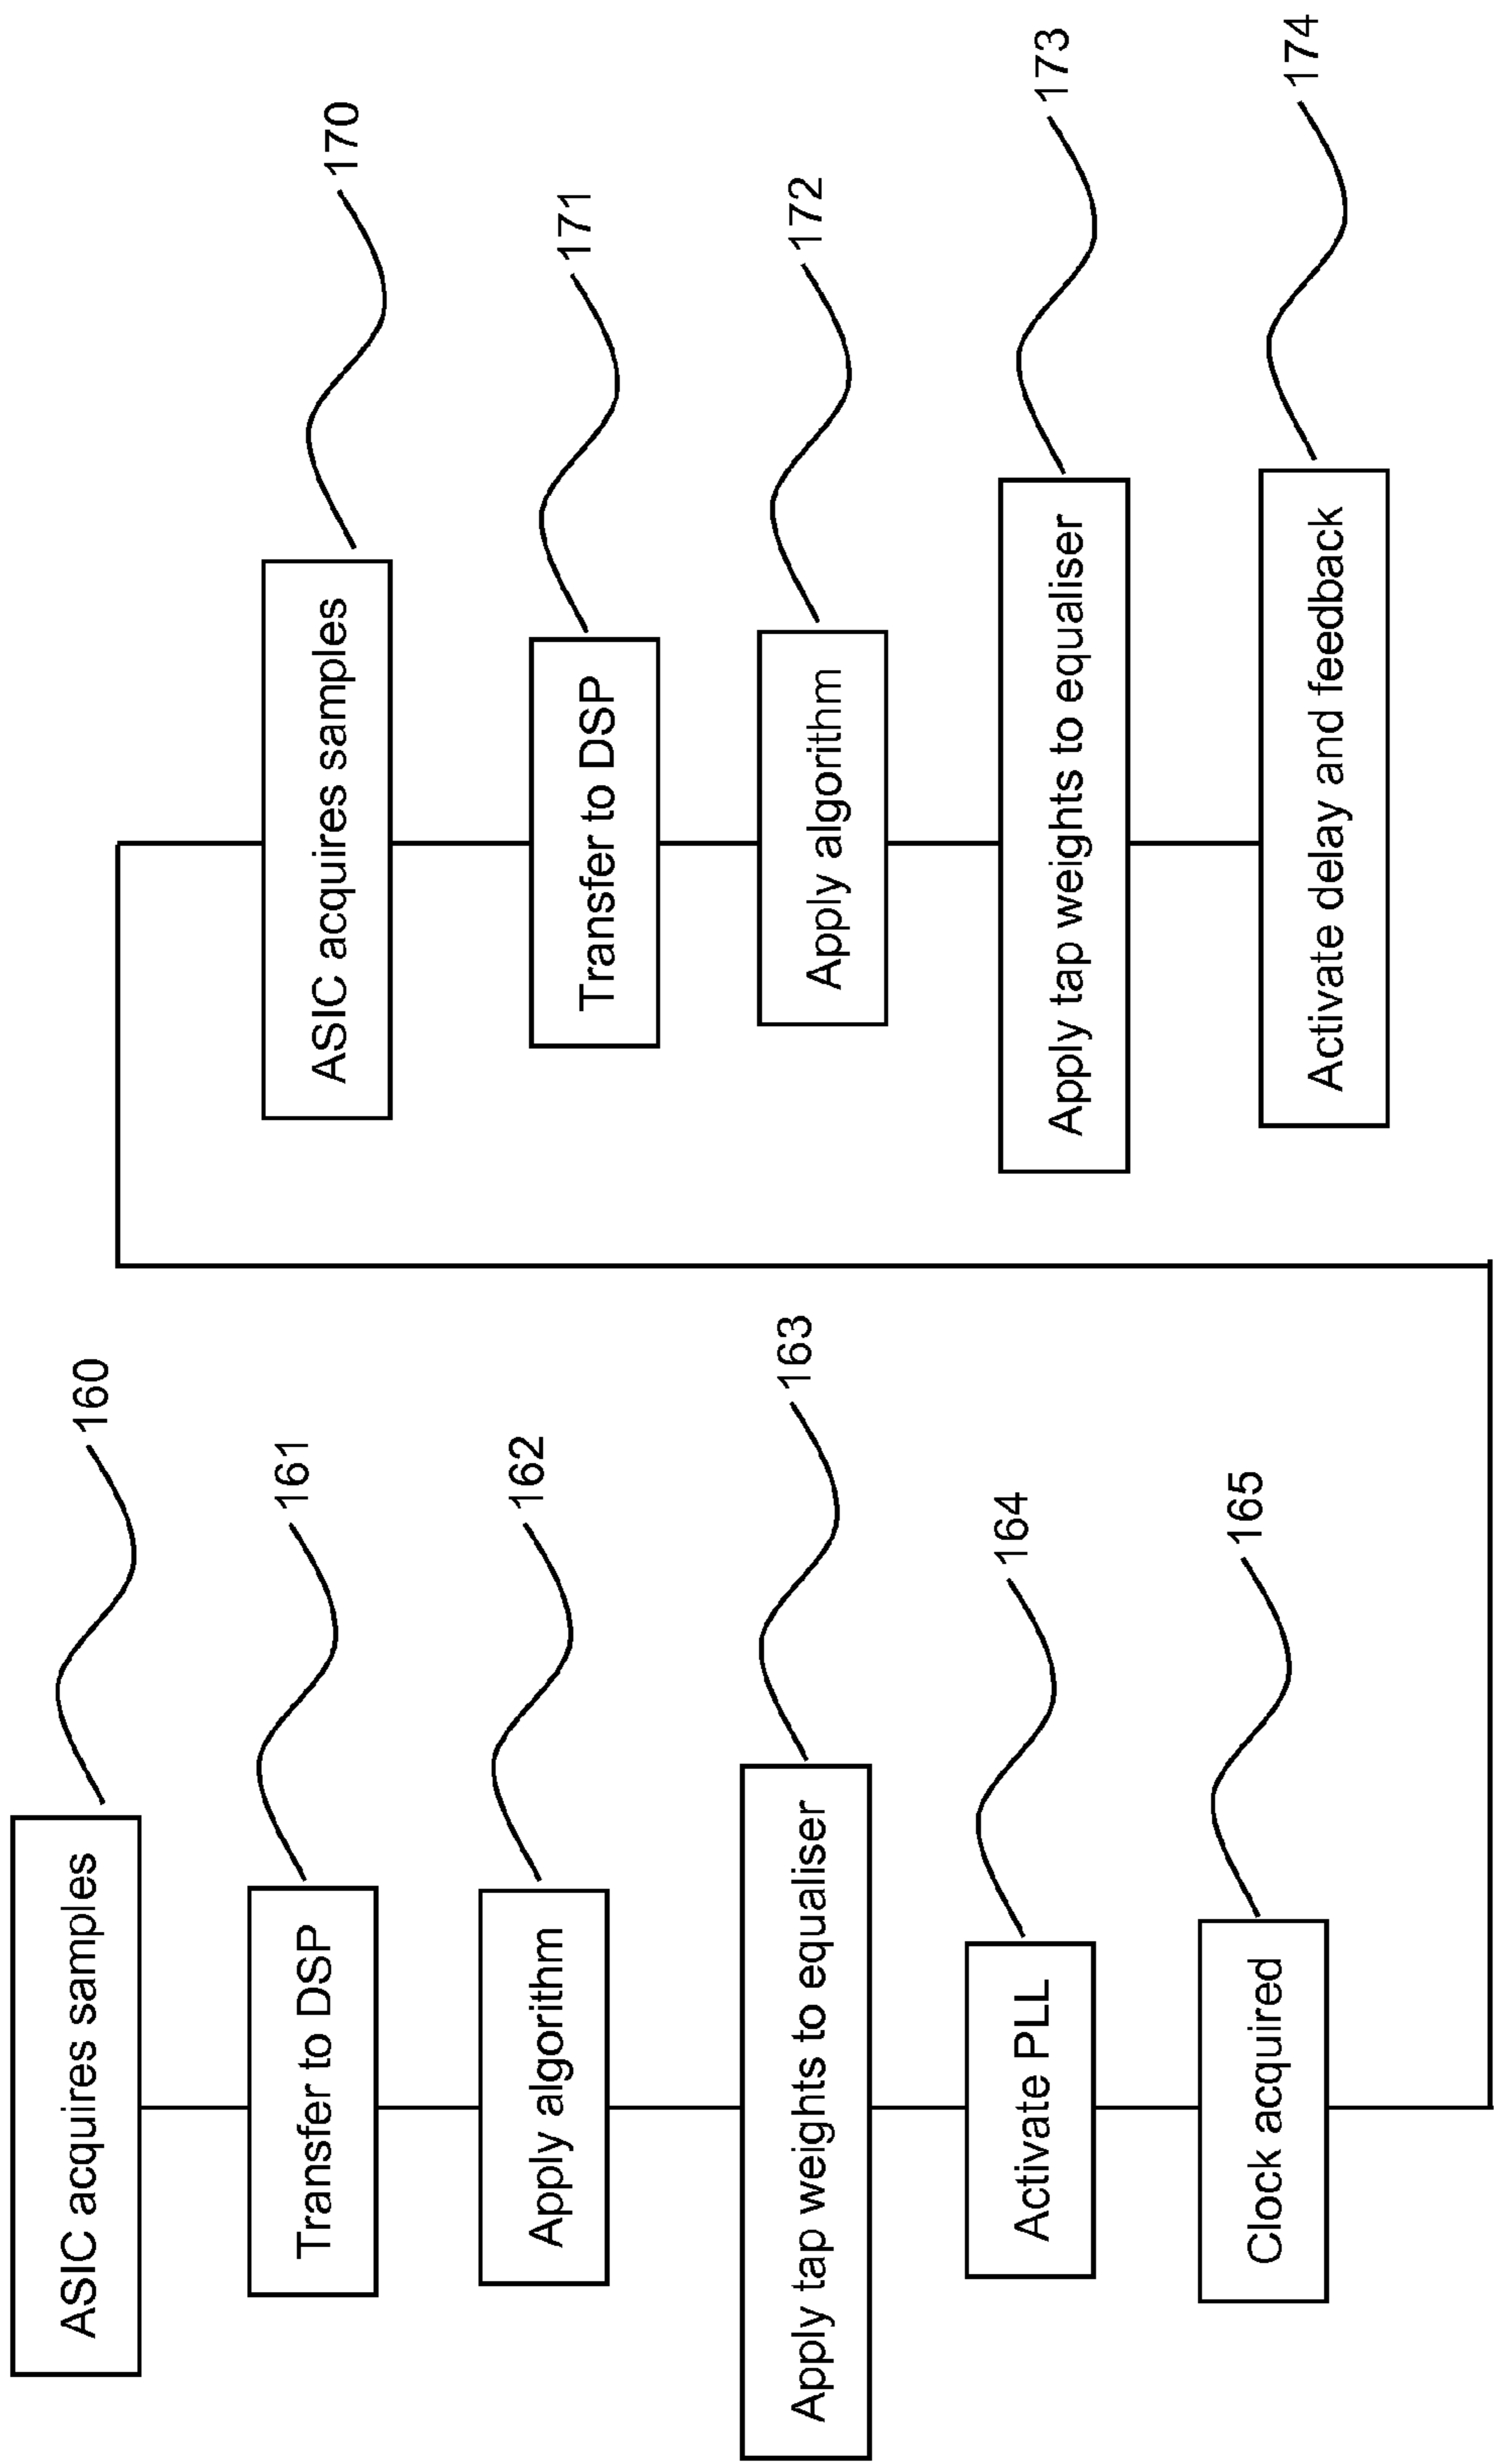 ASIC acquires samples
160
Transfer to DSP
161
Apply algorithm
162
Apply tap weights to equaliser
163
Activate PLL
164
Clock acquired
165
ASIC acquires samples
170
Transfer to DSP
171
Apply algorithm
172
Apply tap weights to equaliser
173
Activate delay and feedback
174